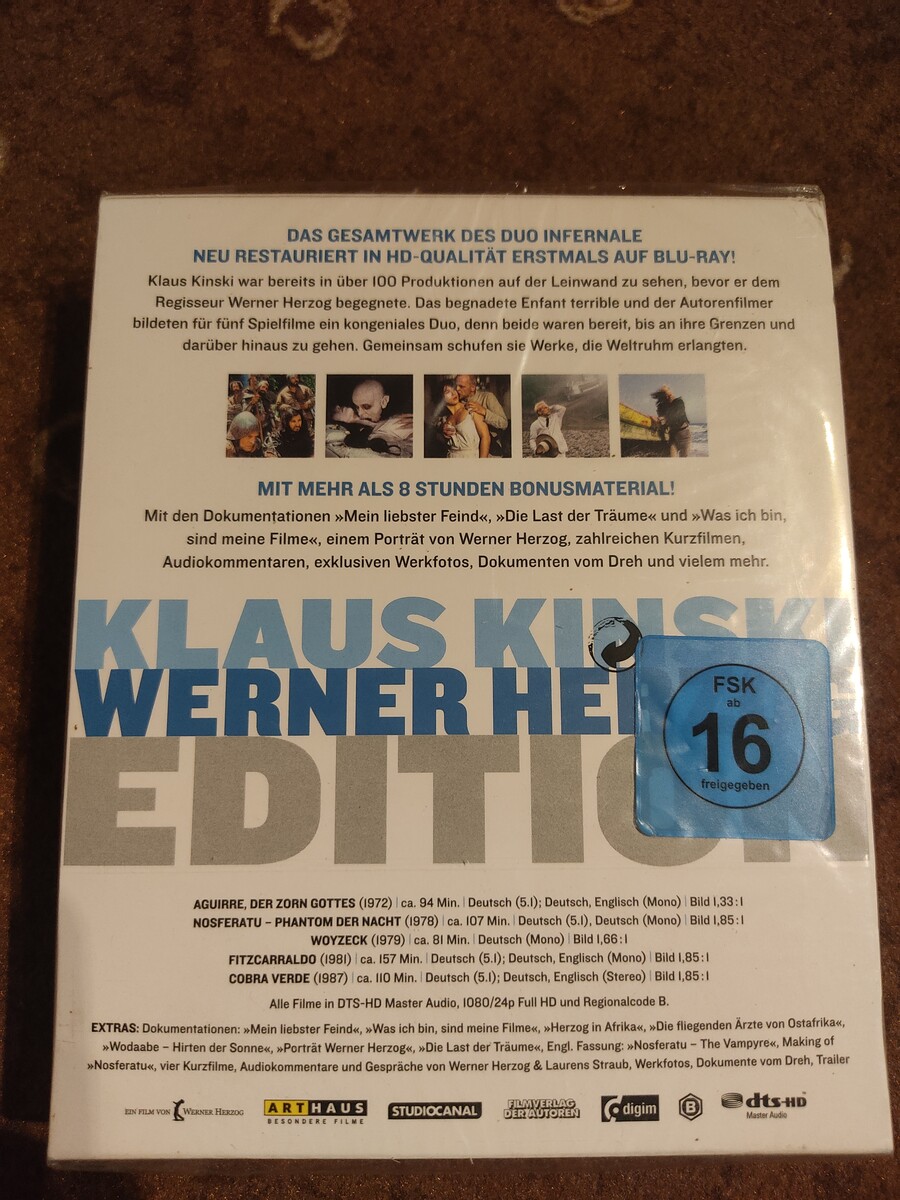 DAS GESAMTWERK DES DUO INFERNALE
NEU RESTAURIERT IN HD-QUALITÄT ERSTMALS AUF BLU-RAY!
Klaus Kinski war bereits in über 100 Produktionen auf der Leinwand zu sehen, bevor er dem
Regisseur Werner Herzog begegnete. Das begnadete Enfant terrible und der Autorenfilmer
bildeten für fünf Spielfilme ein kongeniales Duo, denn beide waren bereit, bis an ihre Grenzen und
darüber hinaus zu gehen. Gemeinsam schufen sie Werke, die Weltruhm erlangten.
MIT MEHR ALS 8 STUNDEN BONUSMATERIAL!
Mit den Dokumentationen »Mein liebster Feind«, »Die Last der Träume« und »Was ich bin,
sind meine Filme«, einem Porträt von Werner Herzog, zahlreichen Kurzfilmen,
Audiokommentaren, exklusiven Werkfotos, Dokumenten vom Dreh und vielem mehr.
KLAUS KINSKI
WERNER HE
EDITION
FSK
ab
16
freigegeben
AGUIRRE, DER ZORN GOTTES (1972) | ca. 94 Min. | Deutsch (5.1); Deutsch, Englisch (Mono) | Bild 1,33:1
NOSFERATU – PHANTOM DER NACHT (1978) | ca. 107 Min. | Deutsch (5.1), Deutsch (Mono) | Bild 1,85:1
WOYZECK (1979) | ca. 81 Min. | Deutsch (Mono) | Bild 1,66:1
FITZCARRALDO (1981) | ca. 157 Min. | Deutsch (5.1); Deutsch, Englisch (Mono) | Bild 1,85:1
COBRA VERDE (1987) | ca. 110 Min. | Deutsch (5.1); Deutsch, Englisch (Stereo) | Bild 1,85:1
Alle Filme in DTS-HD Master Audio, 1080/24p Full HD und Regionalcode B.
EXTRAS: Dokumentationen: »Mein liebster Feind«, »Was ich bin, sind meine Filme«, »Herzog in Afrika«, »Die fliegenden Ärzte von Ostafrika«,
»Wodaabe – Hirten der Sonne«, »Porträt Werner Herzog«, »Die Last der Träume«, Engl. Fassung: »Nosferatu – The Vampyre«, Making of
»Nosferatu«, vier Kurzfilme, Audiokommentare und Gespräche von Werner Herzog & Laurens Straub, Werkfotos, Dokumente vom Dreh, Trailer
EIN FILM VON WERNER HERZOG
ARTHAUS
BESONDERE FILME
STUDIOCANAL
FILMVERLAG
DER AUTOREN
digim
B
dts-HD
Master Audio